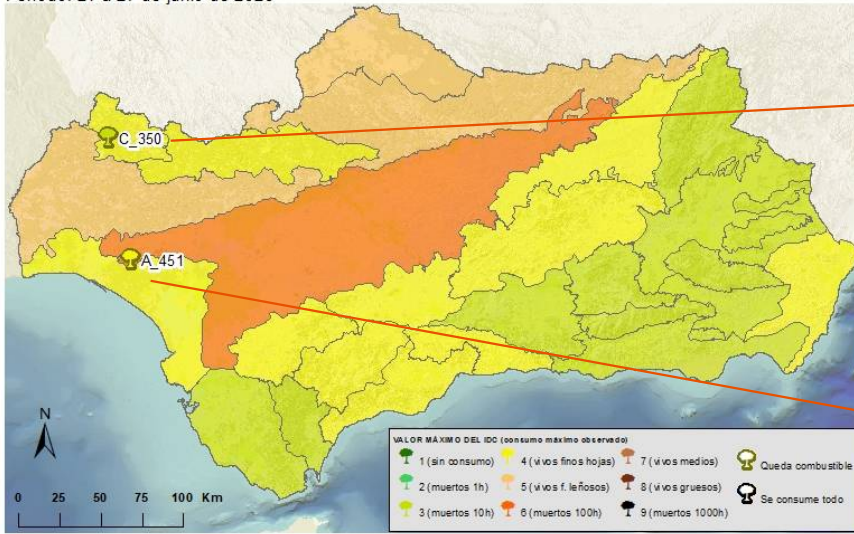 C_350
A_451
N
0 25 50 75 100 Km
VALOR MÁXIMO DEL IDC (consumo máximo observado)
1 (sin consumo) 4 (vivos finos hojas) 7 (vivos medios) Queda combustible
2 (muertos 1h) 5 (vivos f. leñosos) 8 (vivos gruesos) Se consume todo
3 (muertos 10h) 6 (muertos 100h) 9 (muertos 1000h)